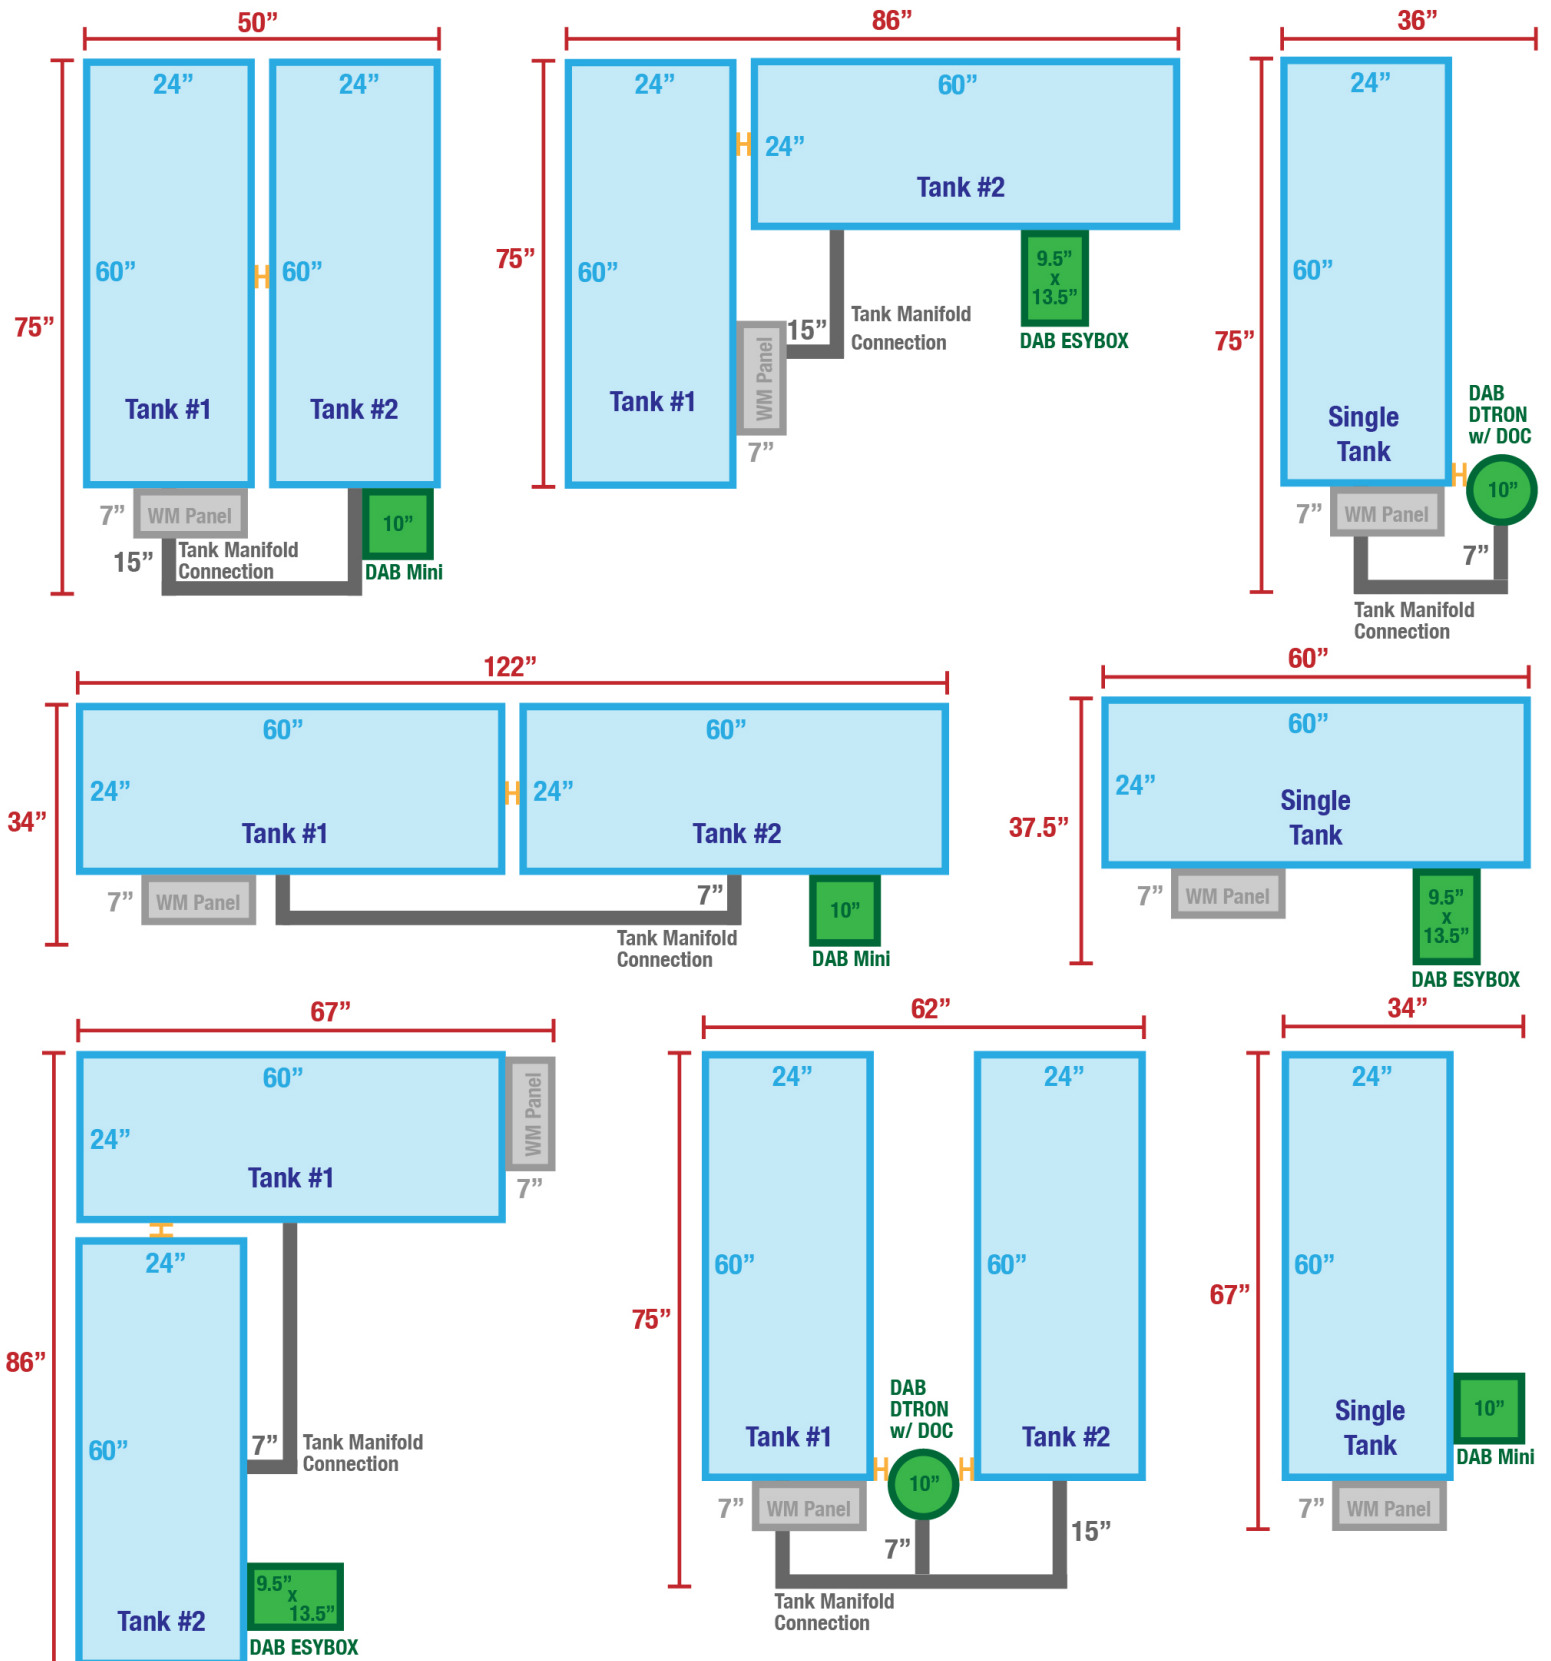 50”
24”
24”
75”
60”
60”
Tank #1
Tank #2
7”
WM Panel
10”
15”
Tank Manifold
Connection
DAB Mini
86”
24”
60”
24”
Tank #2
75”
60”
9.5”
x
13.5”
15”
Tank Manifold
Connection
DAB ESYBOX
WM Panel
Tank #1
7”
36”
24”
60”
75”
DAB
DTRON
w/ DOC
Single
Tank
10”
7”
WM Panel
7”
Tank Manifold
Connection
122”
60”
60”
34”
24”
24”
Tank #1
Tank #2
7”
WM Panel
7”
10”
Tank Manifold
Connection
DAB Mini
60”
60”
24”
Single
Tank
37.5”
7”
WM Panel
9.5”
x
13.5”
DAB ESYBOX
67”
60”
WM Panel
24”
Tank #1
7”
24”
86”
60”
7”
Tank Manifold
Connection
9.5”
x
13.5”
Tank #2
DAB ESYBOX
62”
24”
24”
60”
60”
75”
DAB
DTRON
w/ DOC
Tank #1
Tank #2
10”
7”
WM Panel
7”
15”
Tank Manifold
Connection
34”
24”
60”
67”
Single
Tank
10”
DAB Mini
7”
WM Panel